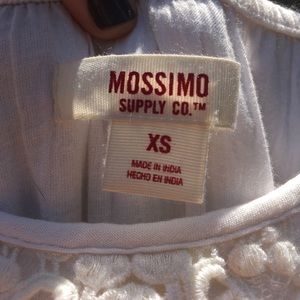 MOSSIMO
SUPPLY CO.™
XS
MADE IN INDIA
HECHO EN INDIA